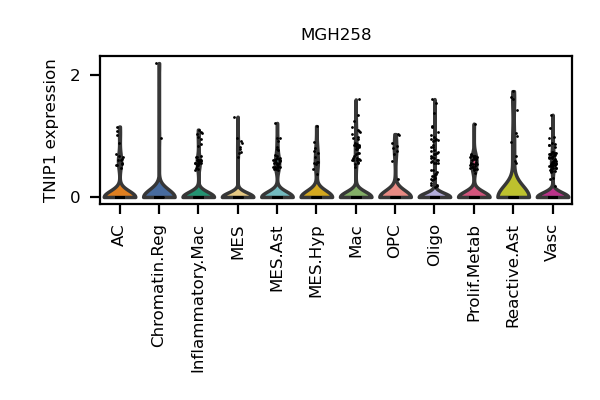 MGH258
TNIP1 expression
2
0
AC
Chromatin.Reg
Inflammatory.Mac
MES
MES.Ast
MES.Hyp
Mac
OPC
Oligo
Prolif.Metab
Reactive.Ast
Vasc